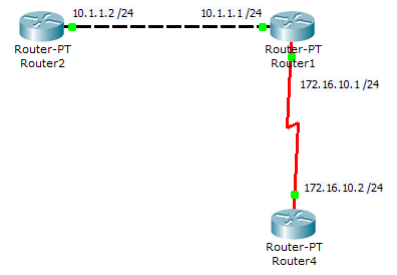 10.1.1.2 /24
10.1.1.1 /24
Router-PT
Router2
Router-PT
Router1
172.16.10.1 /24
172.16.10.2 /24
Router-PT
Router4